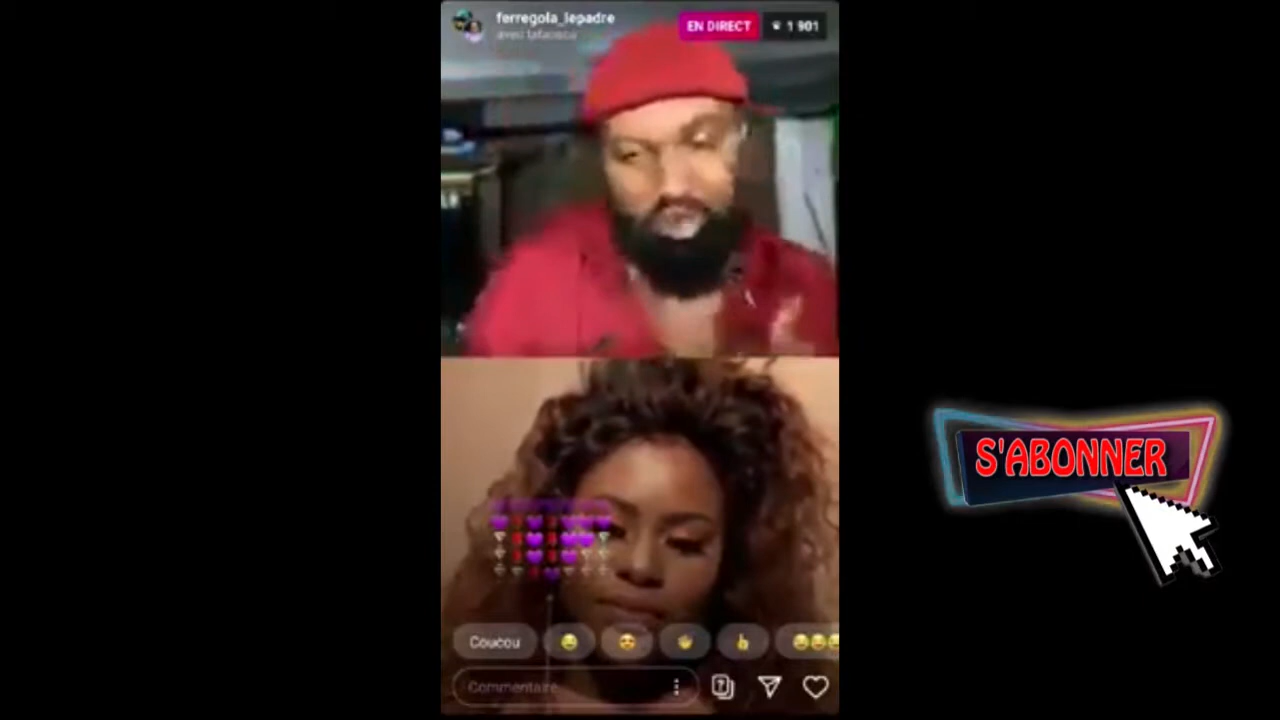 ferregola_lepadre
EN DIRECT
1 901
S'ABONNER
Coucou
Commentaire